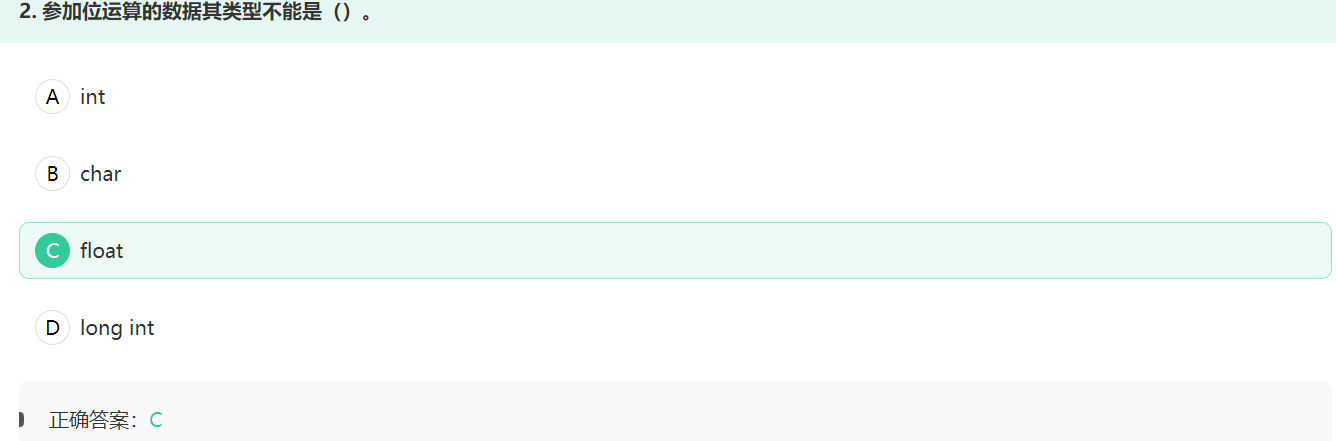 2. 参加位运算的数据其类型不能是（）。
A int
B char
C float
D long int
正确答案：C